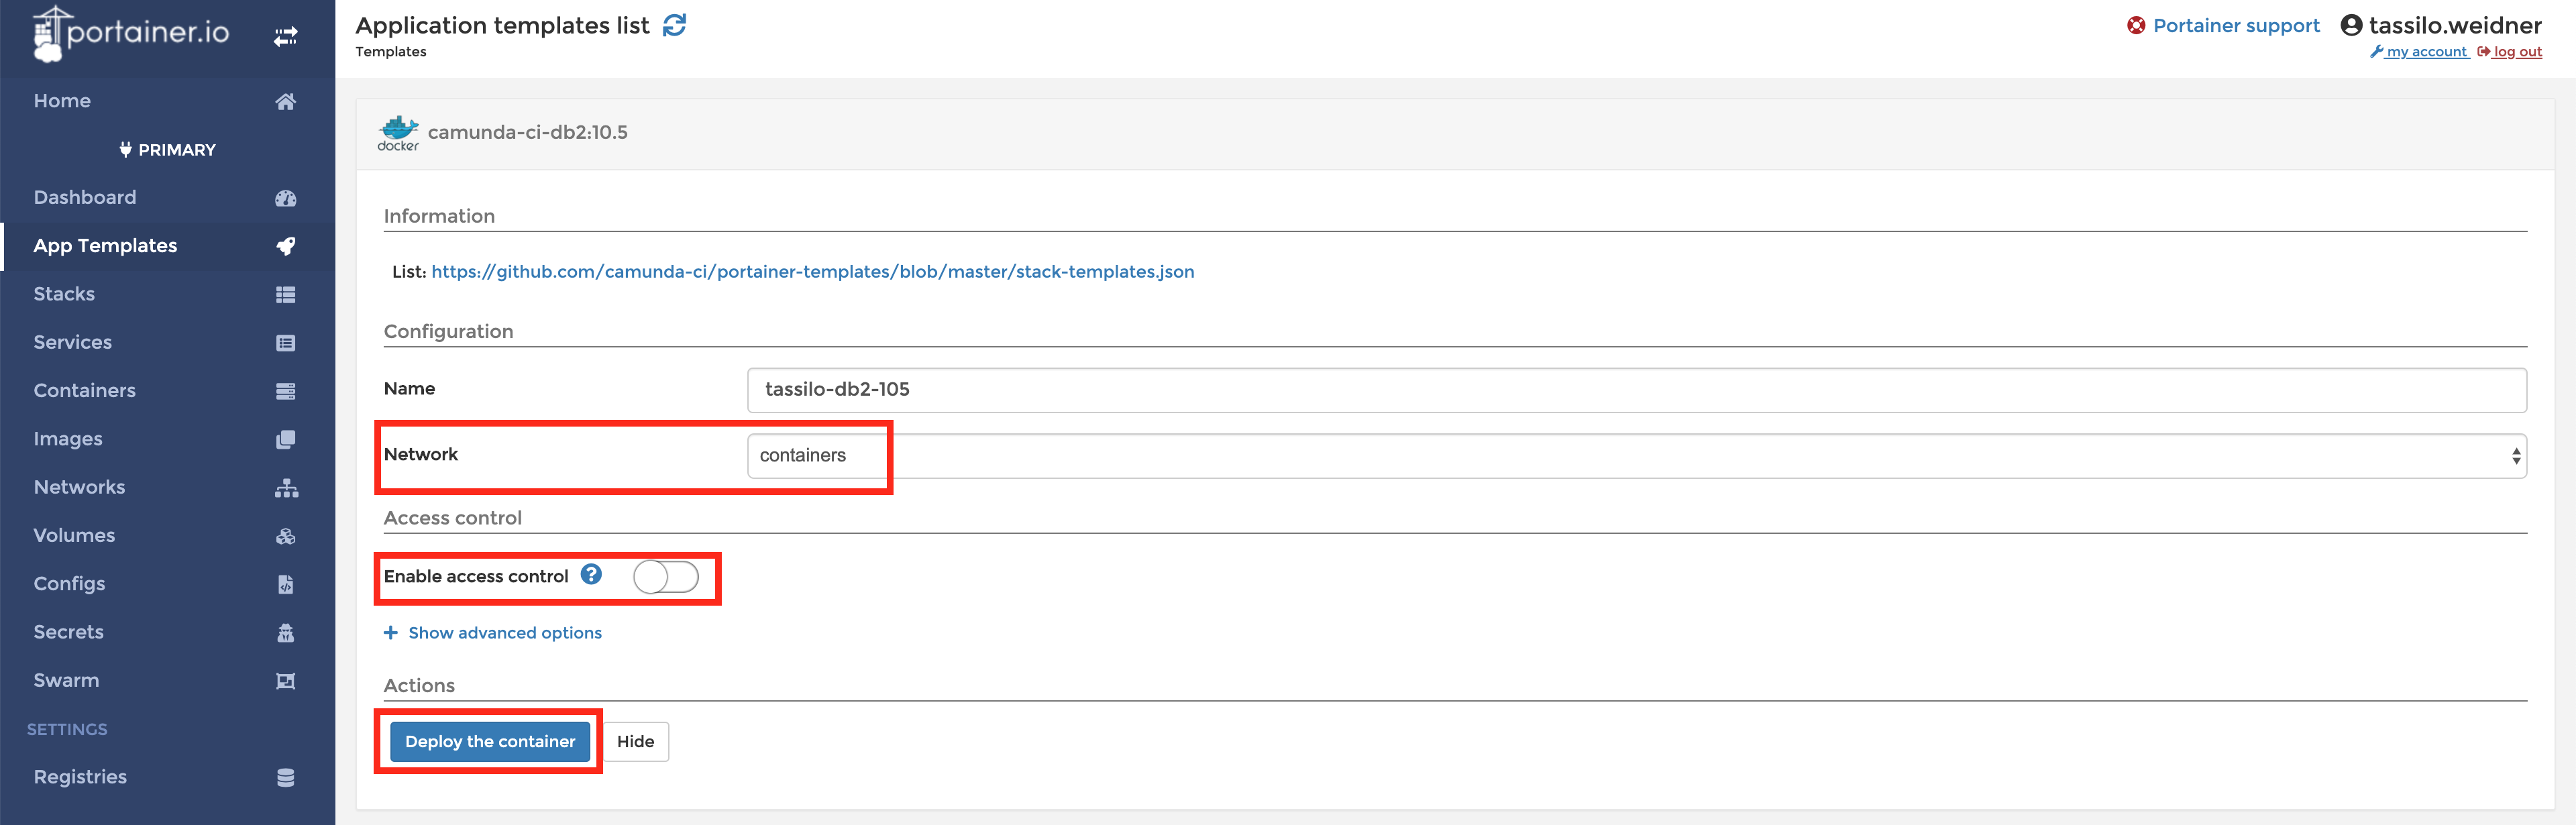 portainer.io
Home
PRIMARY
Dashboard
App Templates
Stacks
Services
Containers
Images
Networks
Volumes
Configs
Secrets
Swarm
SETTINGS
Registries
Application templates list
Templates
Portainer support
tassilo.weidner
my account log out
docker
camunda-ci-db2:10.5
Information
List: https://github.com/camunda-ci/portainer-templates/blob/master/stack-templates.json
Configuration
Name tassilo-db2-105
Network containers
Access control
Enable access control ?
+ Show advanced options
Actions
Deploy the container Hide